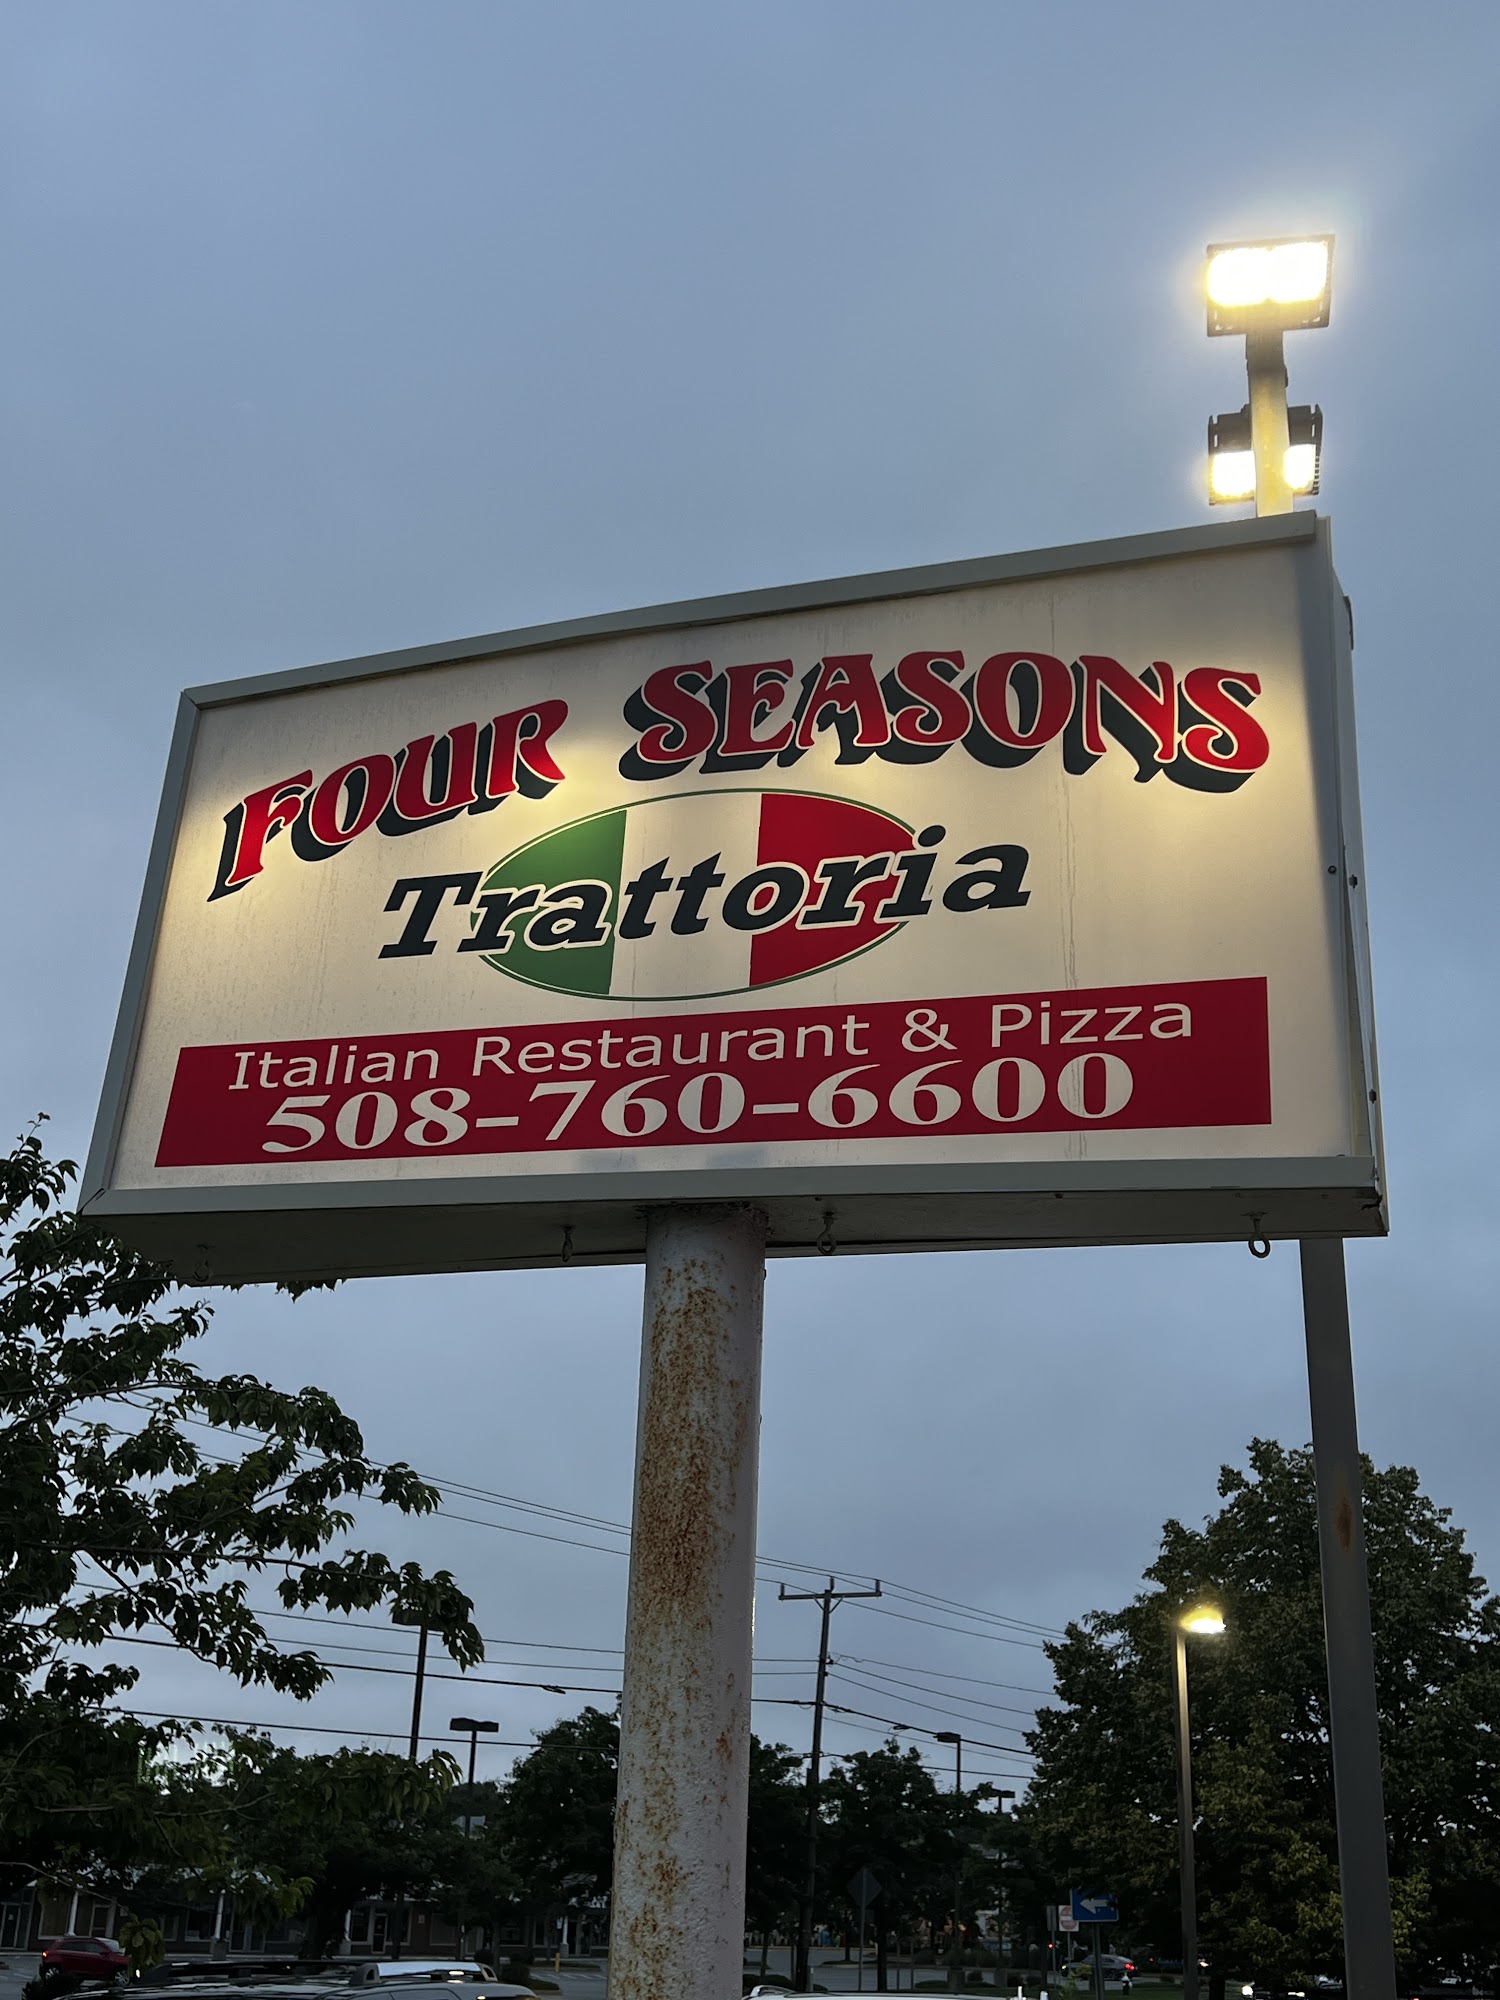 FOUR SEASONS
Trattoria
Italian Restaurant & Pizza
508-760-6600